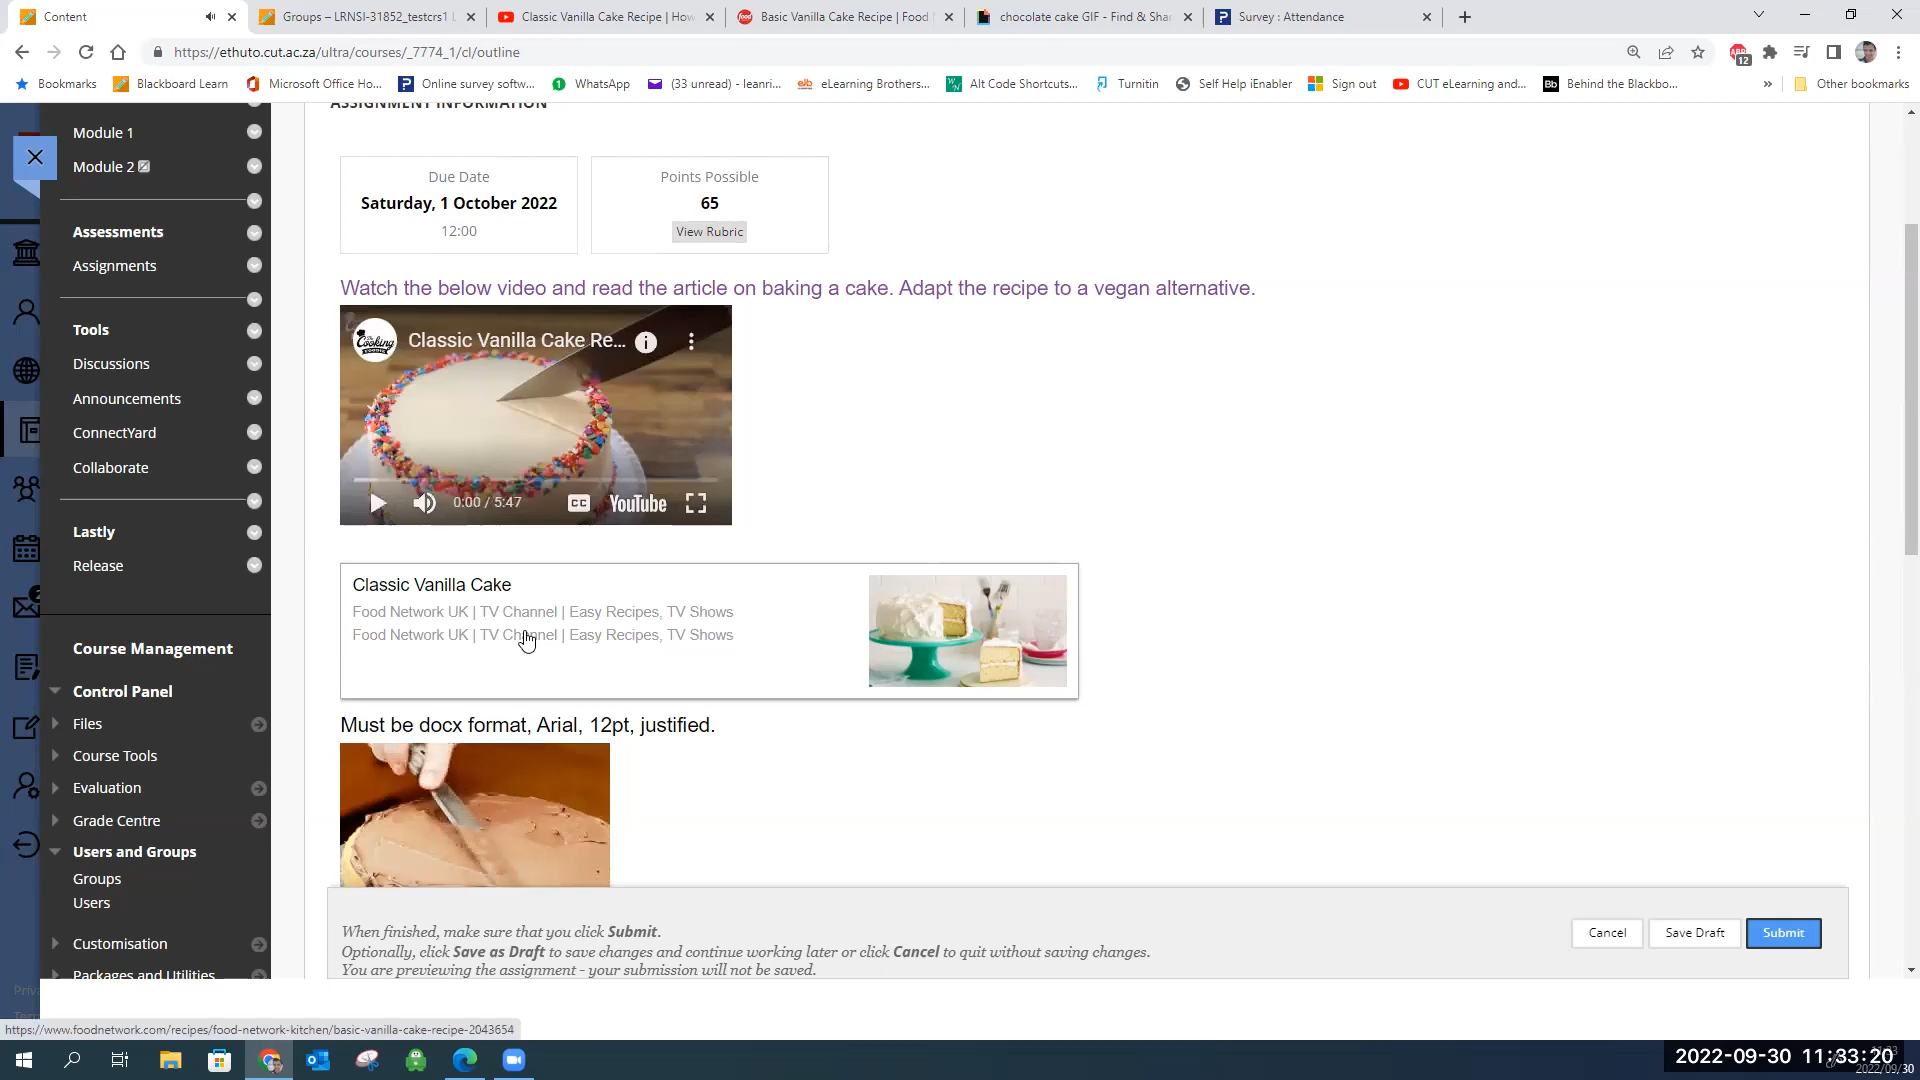 Content
Groups – LRNSI-31852_testcrs1
Classic Vanilla Cake Recipe | How
Basic Vanilla Cake Recipe | Food
chocolate cake GIF - Find & Shar
Survey : Attendance
https://ethuto.cut.ac.za/ultra/courses/_7774_1/cl/outline
12
Bookmarks
Blackboard Learn
Microsoft Office Ho...
Online survey softw...
WhatsApp
(33 unread) - leanri...
eLearning Brothers...
Alt Code Shortcuts...
Turnitin
Self Help iEnabler
Sign out
CUT eLearning and...
Behind the Blackbo...
Other bookmarks
ASSIGNMENT INFORMATION
Module 1
Module 2
Assessments
Assignments
Tools
Discussions
Announcements
ConnectYard
Collaborate
Lastly
Release
Course Management
Control Panel
Files
Course Tools
Evaluation
Grade Centre
Users and Groups
Groups
Users
Customisation
Packages and Utilities
Due Date
Saturday, 1 October 2022
12:00
Points Possible
65
View Rubric
Watch the below video and read the article on baking a cake. Adapt the recipe to a vegan alternative.
Cooking
Classic Vanilla Cake Re...
0:00 / 5:47
CC
YouTube
Classic Vanilla Cake
Food Network UK | TV Channel | Easy Recipes, TV Shows
Food Network UK | TV Channel | Easy Recipes, TV Shows
Must be docx format, Arial, 12pt, justified.
When finished, make sure that you click Submit.
Optionally, click Save as Draft to save changes and continue working later or click Cancel to quit without saving changes.
You are previewing the assignment - your submission will not be saved.
Cancel
Save Draft
Submit
https://www.foodnetwork.com/recipes/food-network-kitchen/basic-vanilla-cake-recipe-2043654
2022-09-30 11:33:20
2022/09/30